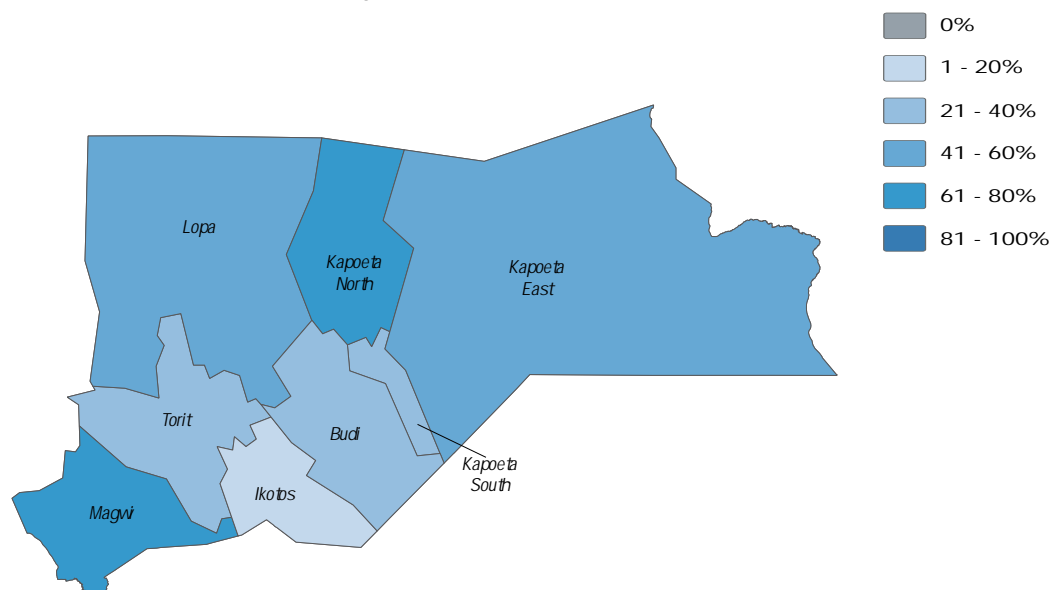 0%
1 - 20%
21 - 40%
41 - 60%
61 - 80%
81 - 100%
Lopa
Kapoeta
North
Kapoeta
East
Torit
Budi
Kapoeta
South
Ikotos
Magwi